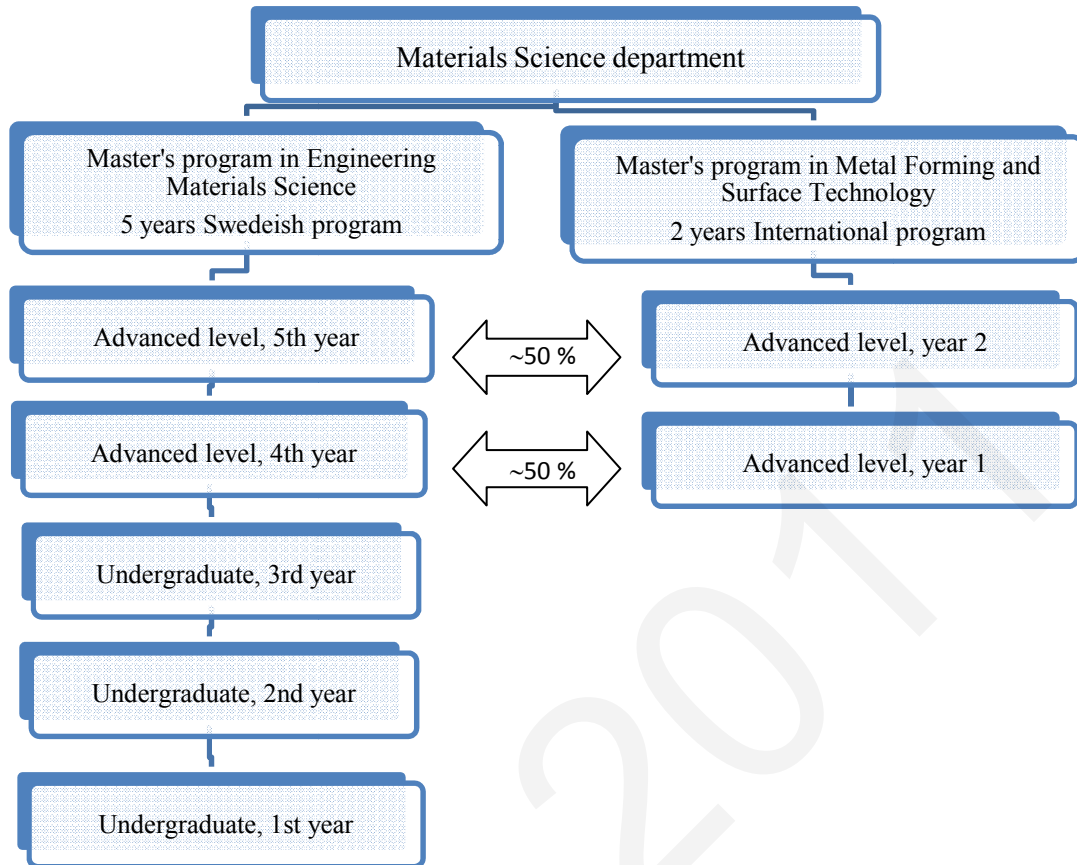 Materials Science department
Master's program in Engineering
Materials Science
5 years Swedeish program
Master's program in Metal Forming and
Surface Technology
2 years International program
Advanced level, 5th year
~50 %
Advanced level, year 2
Advanced level, 4th year
~50 %
Advanced level, year 1
Undergraduate, 3rd year
Undergraduate, 2nd year
Undergraduate, 1st year
2011